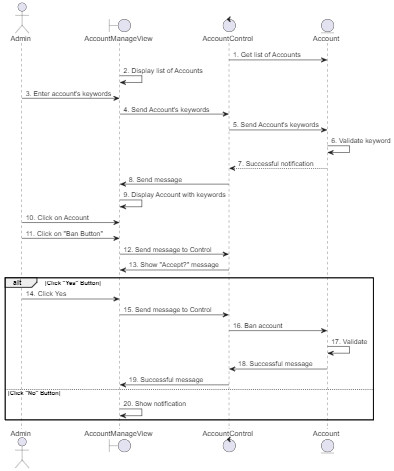 Admin AccountManageView AccountControl Account
1. Get list of Accounts
2. Display list of Accounts
3. Enter account's keywords
4. Send Account's keywords
5. Send Account's keywords
6. Validate keyword
7. Successful notification
8. Send message
9. Display Account with keywords
10. Click on Account
11. Click on "Ban Button"
12. Send message to Control
13. Show "Accept?" message
alt (Click "Yes" Button)
14. Click Yes
15. Send message to Control
16. Ban account
17. Validate
18. Successful message
19. Successful message
(Click "No" Button)
20. Show notification
Admin AccountManageView AccountControl Account